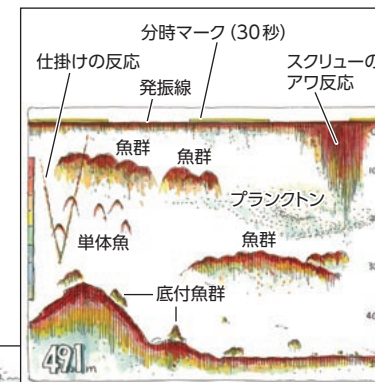 分時マーク（30秒）
仕掛けの反応
スクリューの
アワ反応
発振線
魚群
魚群
プランクトン
単体魚
魚群
底付魚群
49.1m